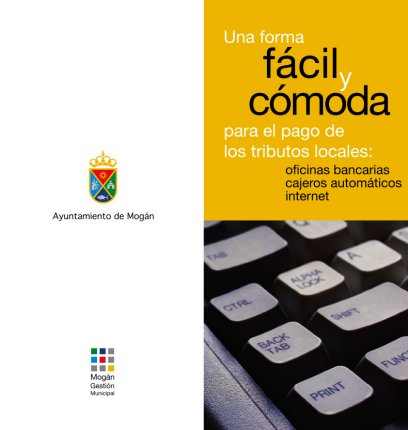 Una forma
fácil y
cómoda
para el pago de
los tributos locales:
oficinas bancarias
cajeros automáticos
internet
Ayuntamiento de Mogán
Mogán
Gestión
Municipal
TAB
ALPHA
LOCK
CTRL
SHIFT
BACK
TAB
FUNC
PRINT